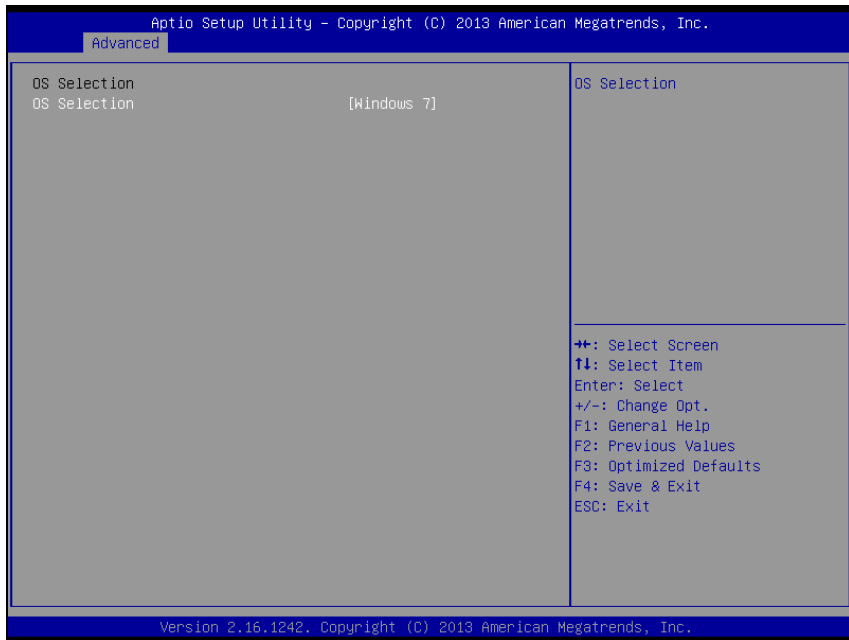 Aptio Setup Utility – Copyright (C) 2013 American Megatrends, Inc.
Advanced
OS Selection
OS Selection [Windows 7]
OS Selection
→←: Select Screen
↑↓: Select Item
Enter: Select
+/-: Change Opt.
F1: General Help
F2: Previous Values
F3: Optimized Defaults
F4: Save & Exit
ESC: Exit
Version 2.16.1242. Copyright (C) 2013 American Megatrends, Inc.